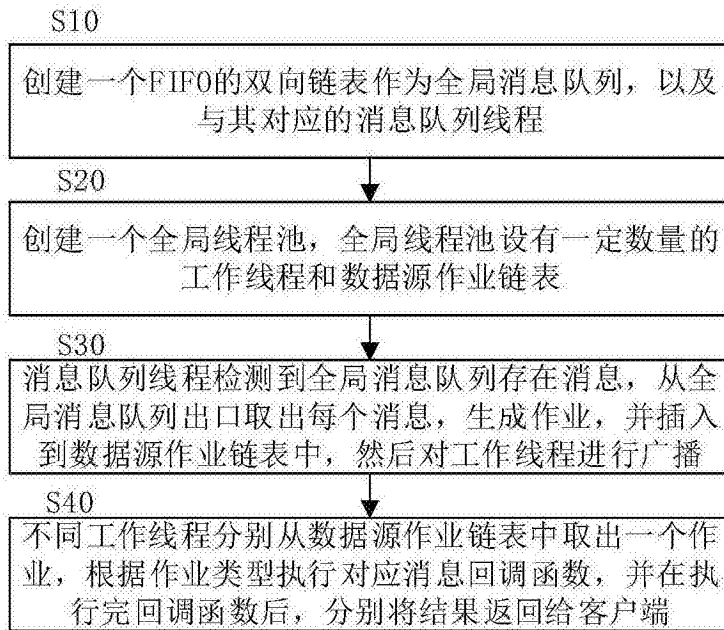 S10
创建一个FIFO的双向链表作为全局消息队列，以及
与其对应的消息队列线程
S20
创建一个全局线程池，全局线程池设有一定数量的
工作线程和数据源作业链表
S30
消息队列线程检测到全局消息队列存在消息，从全
局消息队列出口取出每个消息，生成作业，并插入
到数据源作业链表中，然后对工作线程进行广播
S40
不同工作线程分别从数据源作业链表中取出一个作
业，根据作业类型执行对应消息回调函数，并在执
行完回调函数后，分别将结果返回给客户端